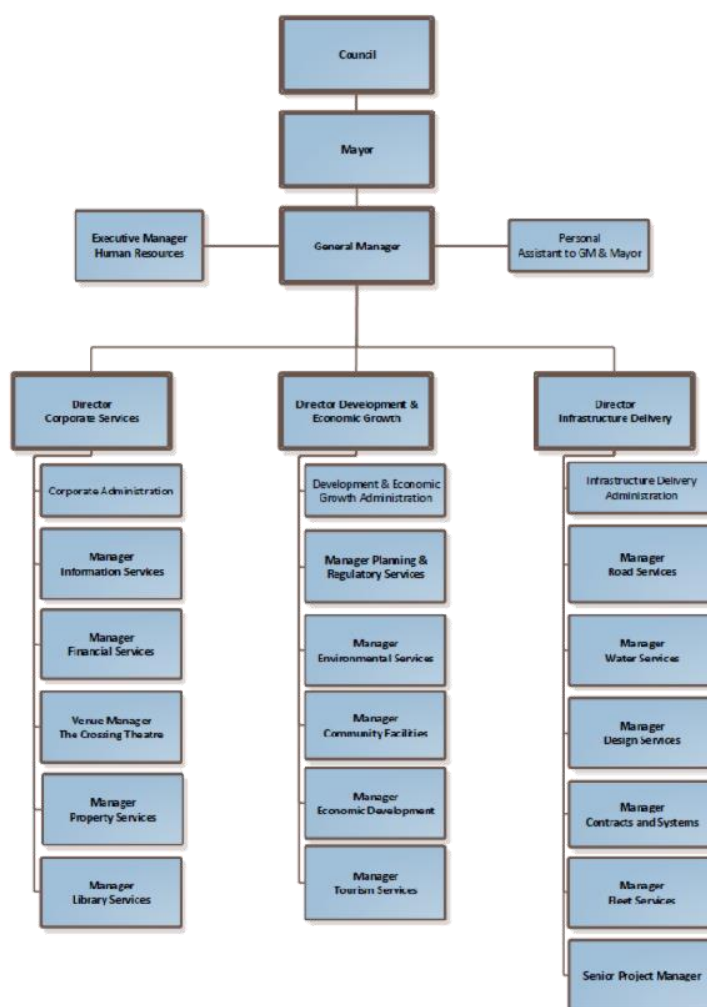 Council
Mayor
Executive Manager
Human Resources
General Manager
Personal
Assistant to GM & Mayor
Director
Corporate Services
Director Development &
Economic Growth
Director
Infrastructure Delivery
Corporate Administration
Manager
Information Services
Manager
Financial Services
Venue Manager
The Crossing Theatre
Manager
Property Services
Manager
Library Services
Development & Economic
Growth Administration
Manager Planning &
Regulatory Services
Manager
Environmental Services
Manager
Community Facilities
Manager
Economic Development
Manager
Tourism Services
Infrastructure Delivery
Administration
Manager
Road Services
Manager
Water Services
Manager
Design Services
Manager
Contracts and Systems
Manager
Fleet Services
Senior Project Manager